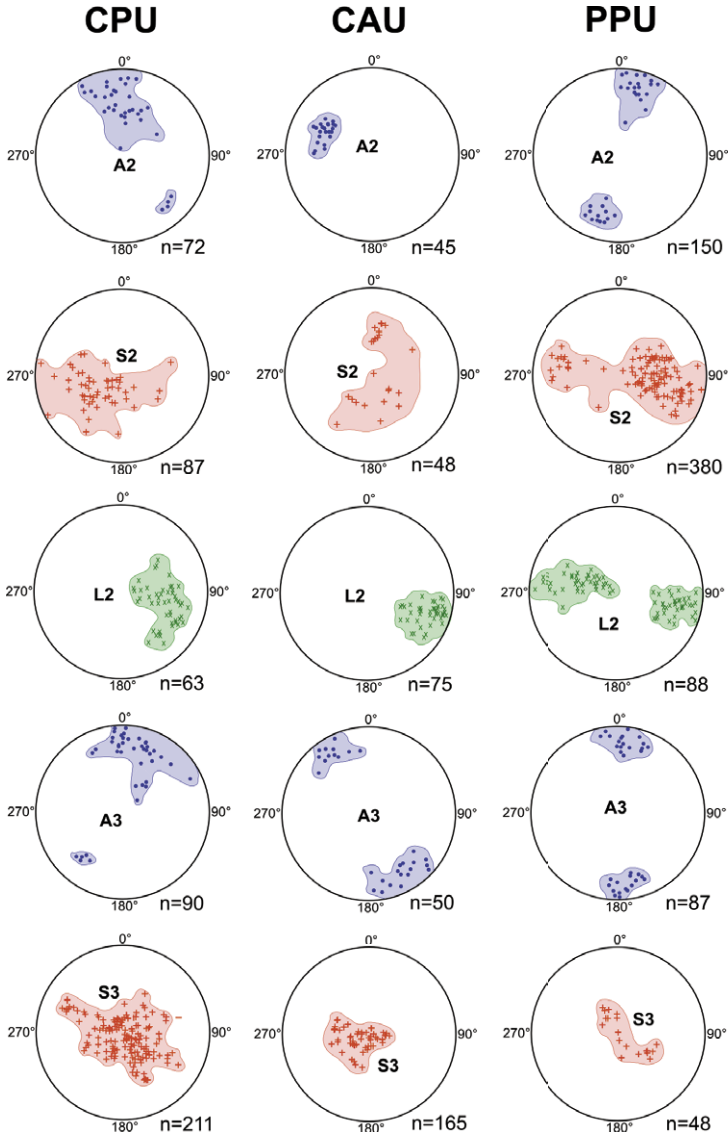 CPU CAU PPU
0° 0° 0°
270° A2 90° 270° A2 90° 270° A2 90°
180° n=72 180° n=45 180° n=150
0° 0° 0°
270° S2 90° 270° S2 90° 270° S2 90°
180° n=87 180° n=48 180° n=380
0° 0° 0°
270° L2 90° 270° L2 90° 270° L2 90°
180° n=63 180° n=75 180° n=88
0° 0° 0°
270° A3 90° 270° A3 90° 270° A3 90°
180° n=90 180° n=50 180° n=87
0° 0° 0°
270° S3 90° 270° S3 90° 270° S3 90°
180° n=211 180° n=165 180° n=48